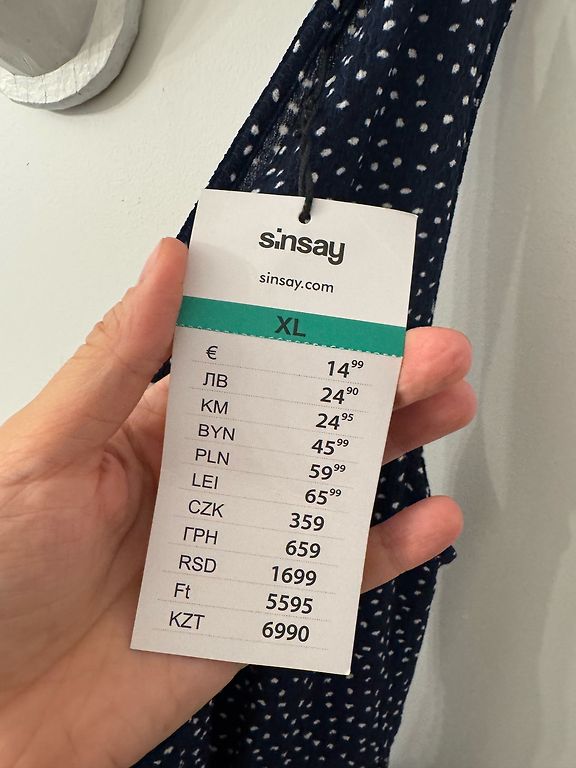 sinsay
sinsay.com
XL
€ 14⁹⁹
ЛВ 24⁹⁰
KM 24⁹⁵
BYN 45⁹⁹
PLN 59⁹⁹
LEI 65⁹⁹
CZK 359
ГРН 659
RSD 1699
Ft 5595
KZT 6990